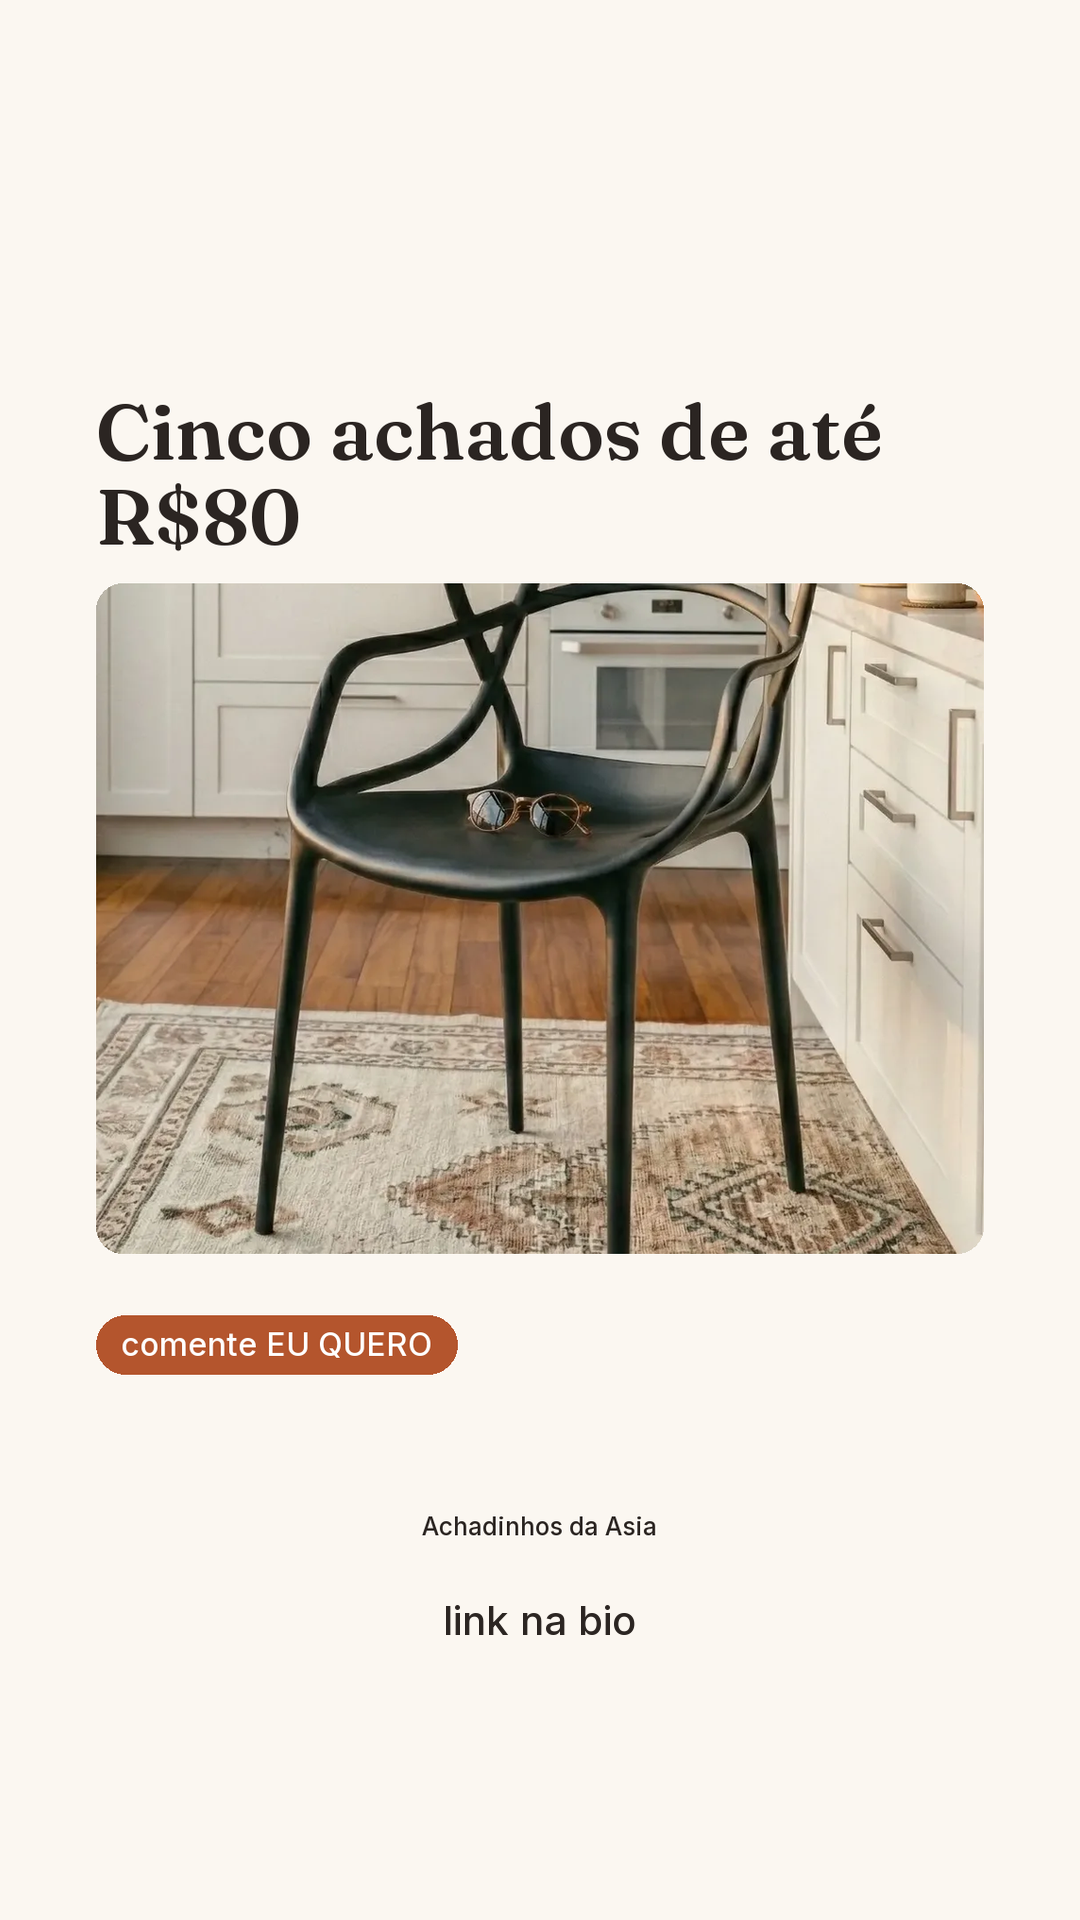 Cinco achados de até
R$80
comente EU QUERO
Achadinhos da Asia
link na bio